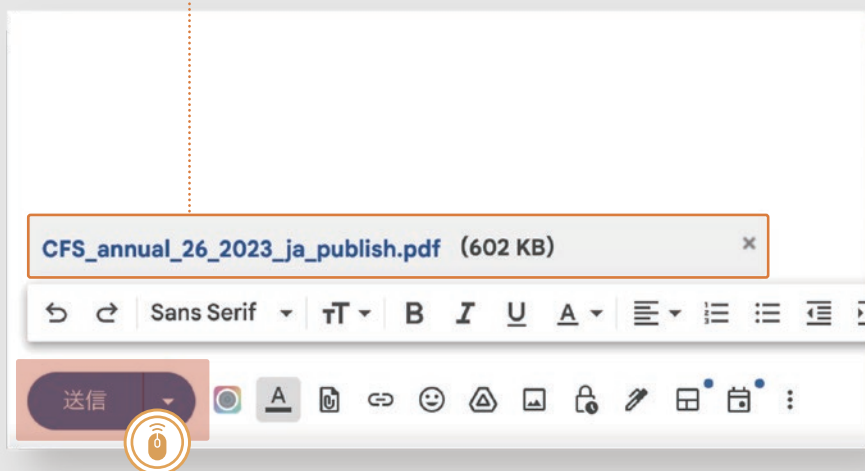 CFS_annual_26_2023_ja_publish.pdf (602 KB)
Sans Serif
送信